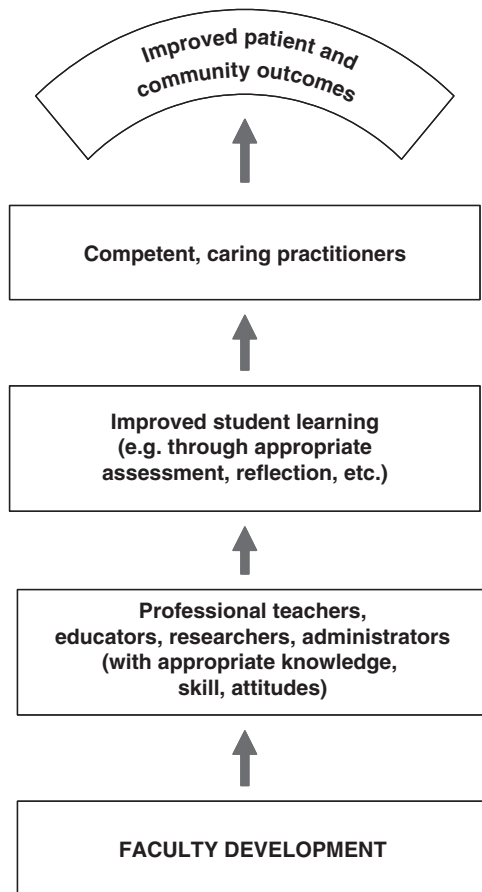 Improved patient and
community outcomes
Competent, caring practitioners
Improved student learning
(e.g. through appropriate
assessment, reflection, etc.)
Professional teachers,
educators, researchers, administrators
(with appropriate knowledge,
skill, attitudes)
FACULTY DEVELOPMENT